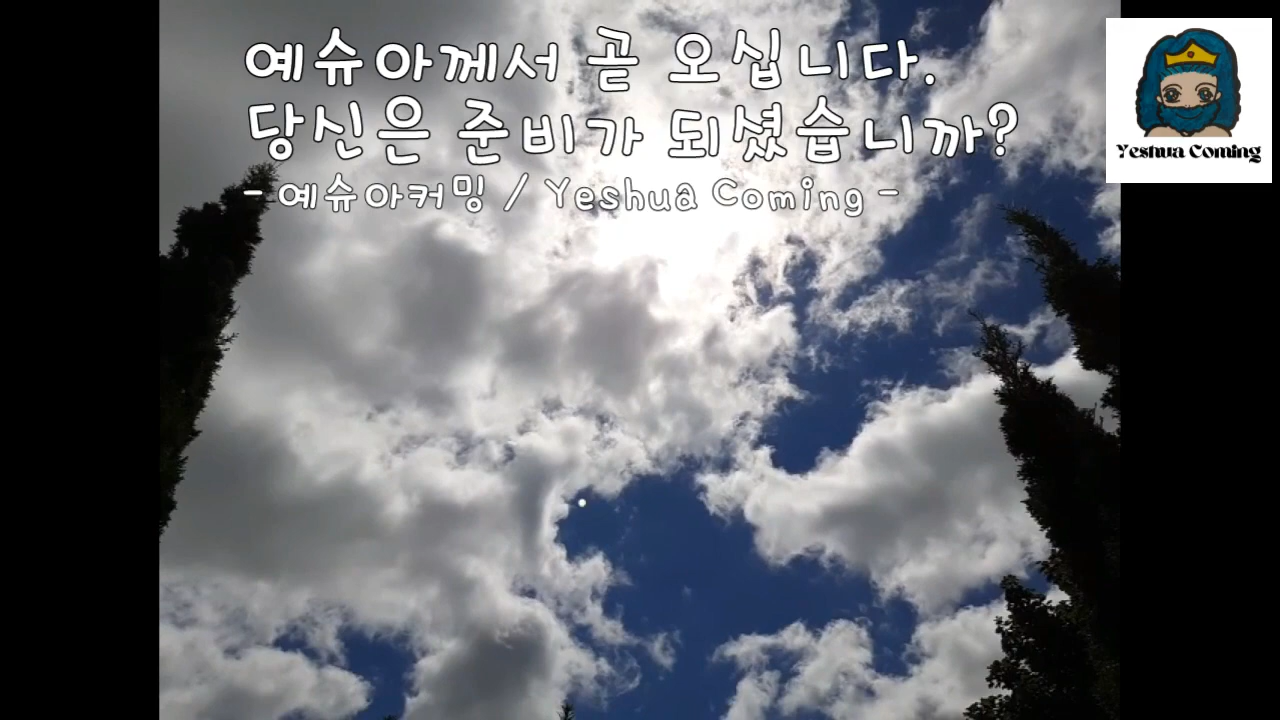 예슈아께서 곧 오십니다.
당신은 준비가 되셨습니까?
- 예슈아커밍 / Yeshua Coming -
Yeshua Coming